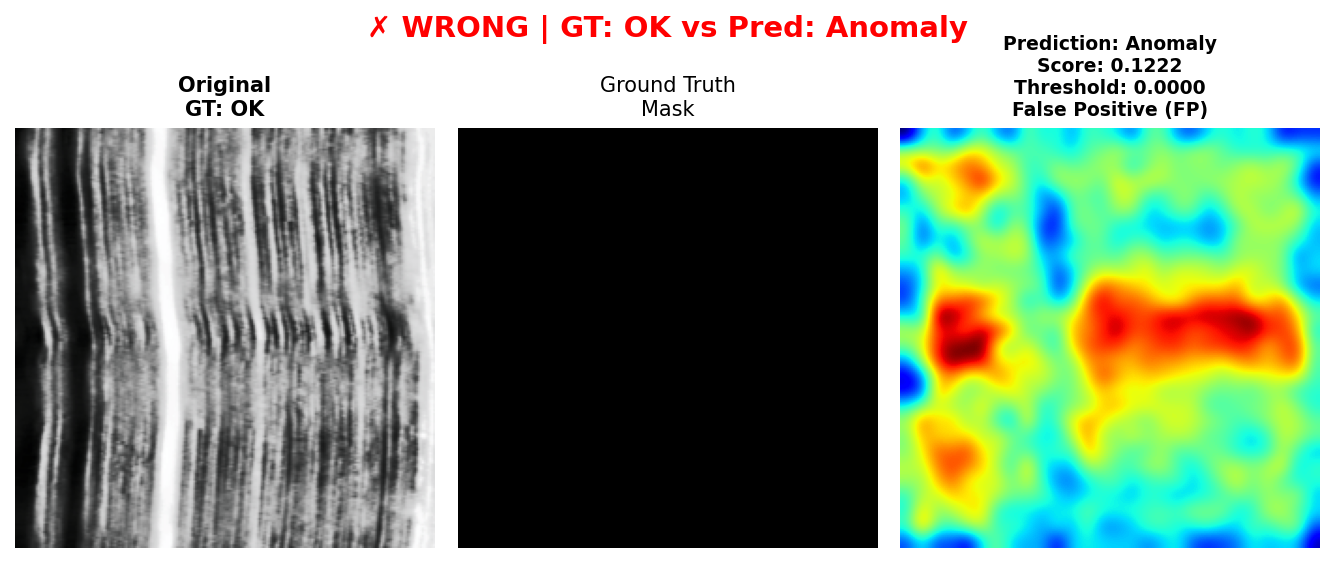 ✗ WRONG | GT: OK vs Pred: Anomaly
Original
GT: OK
Ground Truth
Mask
Prediction: Anomaly
Score: 0.1222
Threshold: 0.0000
False Positive (FP)